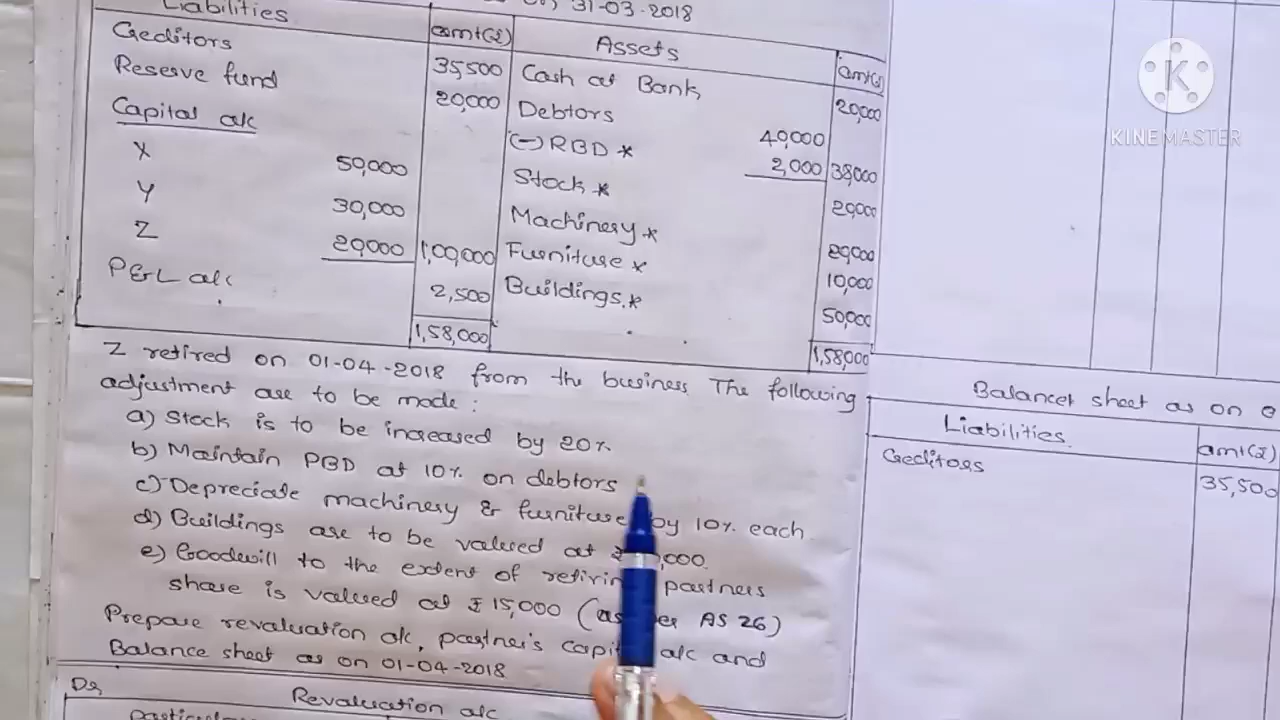 31-03-2018
Liabilities amt(₹) Assets amt(₹)
Creditors 35,500 Cash at Bank 20,000
Reserve fund 20,000 Debtors 40,000
Capital a/c (-) RBD * 2,000 38,000
X 50,000 Stock * 20,000
Y 30,000 Machinery * 20,000
Z 20,000 1,00,000 Furniture * 10,000
P&L a/c 2,500 Buildings * 50,000
1,58,000 1,58,000
Z retired on 01-04-2018 from the business. The following
adjustment are to be made :
a) Stock is to be increased by 20%
b) Maintain PBD at 10% on debtors
c) Depreciate machinery & furniture by 10% each
d) Buildings are to be valued at ,000
e) Goodwill to the extent of retiring partners
share is valued at ₹ 15,000 (as per AS 26)
Prepare revaluation a/c, partner's capital a/c and
Balance sheet as on 01-04-2018
Dr Revaluation a/c
Balance sheet as on
Liabilities amt(₹)
Creditors 35,500
K
KINEMASTER